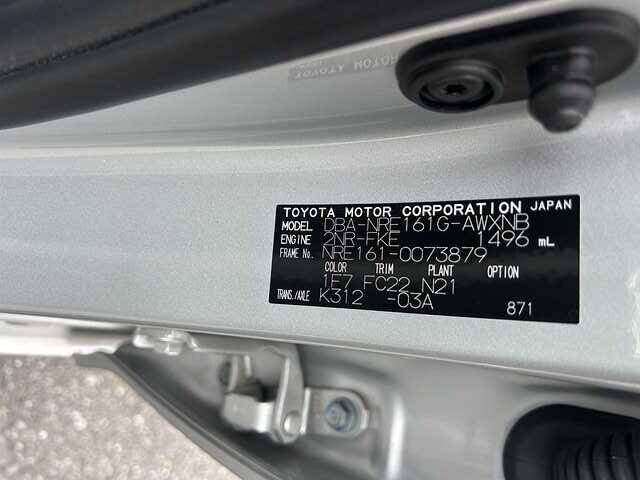 TOYOTA MOTOR CORPORATION JAPAN
MODEL DBA-NRE161G-AWXNB
ENGINE 2NR-FKE 1496 mL
FRAME No. NRE161-0073879
COLOR TRIM PLANT OPTION
1F7 FC22 N21
TRANS./AXLE K312 -03A
871